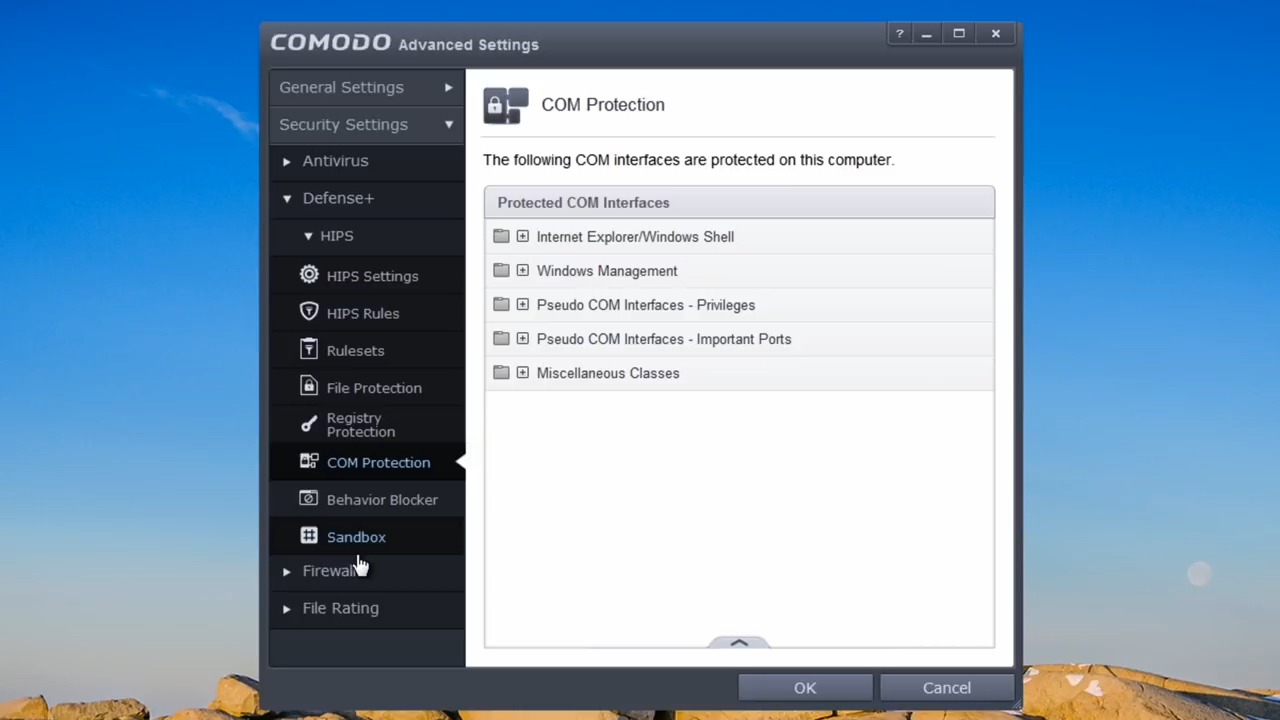 COMODO Advanced Settings
?
General Settings
Security Settings
Antivirus
Defense+
HIPS
HIPS Settings
HIPS Rules
Rulesets
File Protection
Registry
Protection
COM Protection
Behavior Blocker
Sandbox
Firewall
File Rating
COM Protection
The following COM interfaces are protected on this computer.
Protected COM Interfaces
Internet Explorer/Windows Shell
Windows Management
Pseudo COM Interfaces - Privileges
Pseudo COM Interfaces - Important Ports
Miscellaneous Classes
OK
Cancel